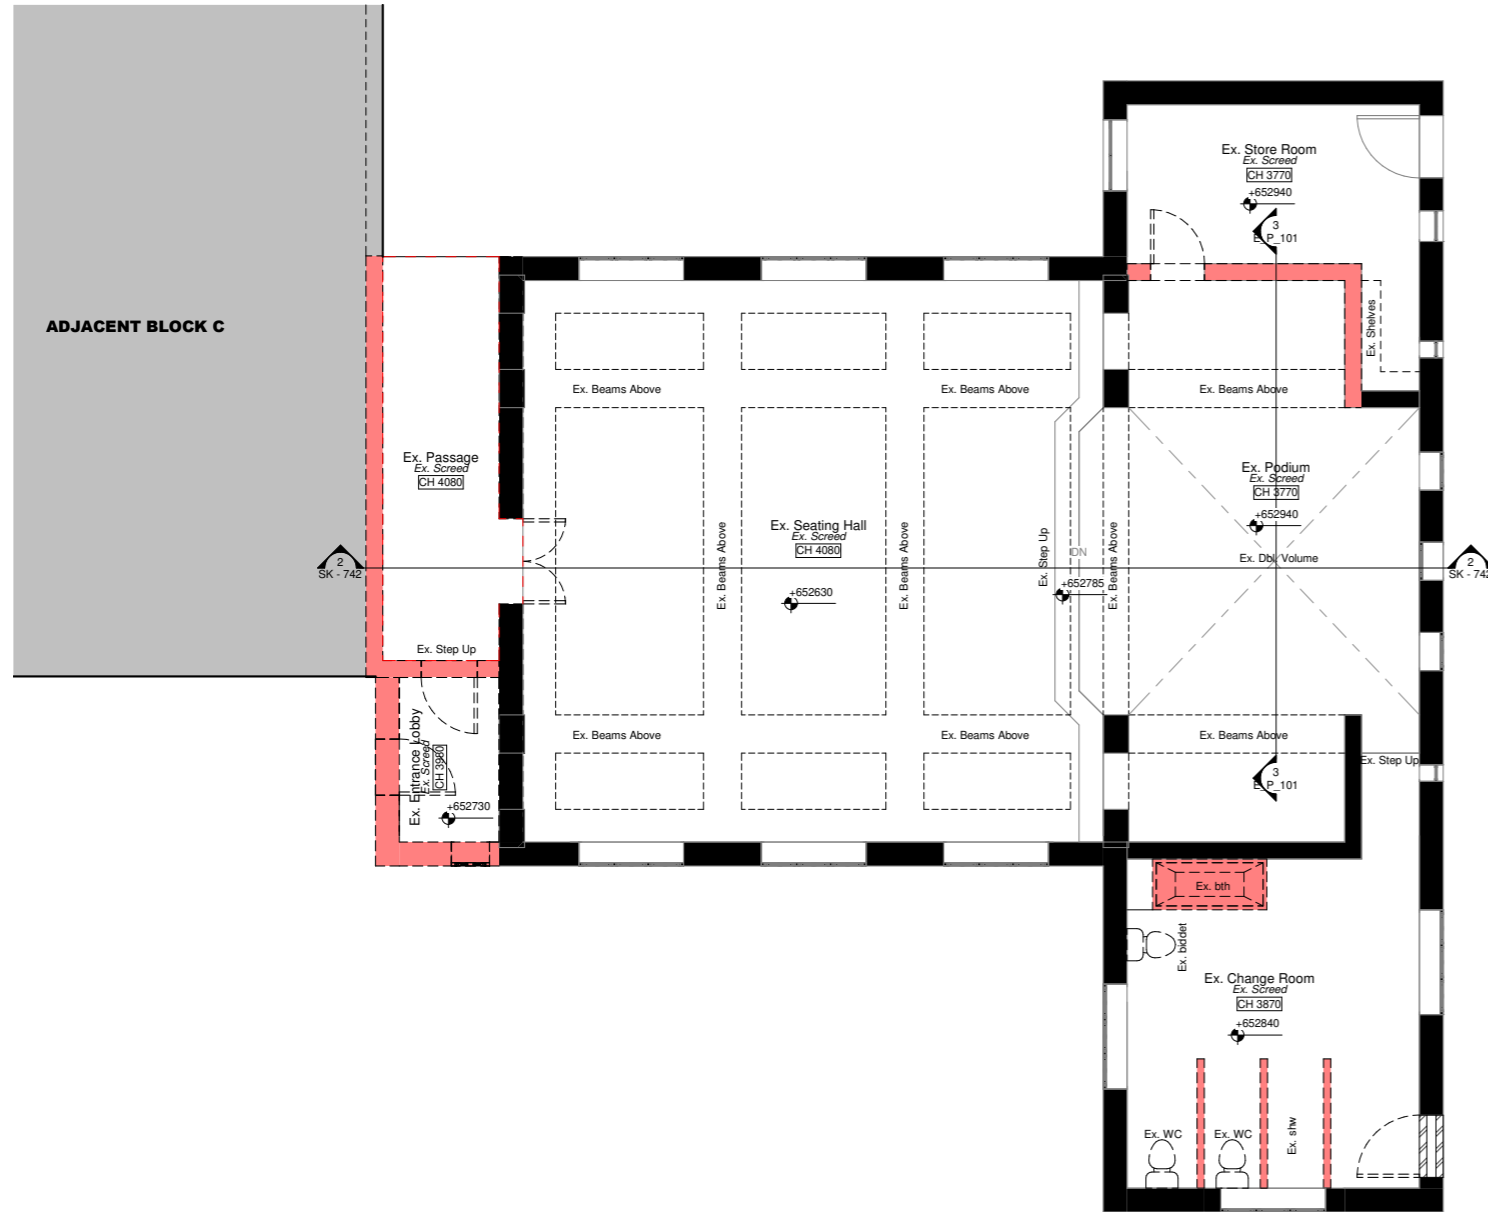 Ex. Store Room
Ex. Screed
CH 3770
+652940
3
E_P_101
ADJACENT BLOCK C
Ex. Shelves
Ex. Beams Above
Ex. Beams Above
Ex. Beams Above
Ex. Passage
Ex. Screed
CH 4080
Ex. Podium
Ex. Screed
CH 3770
+652940
Ex. Seating Hall
Ex. Screed
CH 4080
Ex. Beams Above
Ex. Beams Above
Ex. Step Up
DN
Ex. Beams Above
Ex. Dbl. Volume
2
SK - 742
2
SK - 742
+652785
+652630
Ex. Step Up
Ex. Entrance Lobby
Ex. Screed
CH 3980
+652730
Ex. Beams Above
Ex. Beams Above
Ex. Beams Above
Ex. Step Up
3
E_P_101
Ex. bth
Ex. biddet
Ex. Change Room
Ex. Screed
CH 3870
+652840
Ex. WC
Ex. WC
Ex. shw